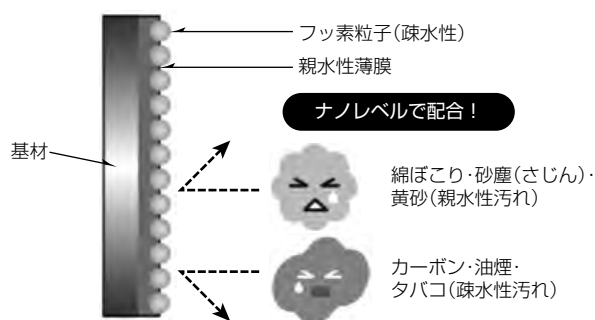 フッ素粒子(疎水性)
親水性薄膜
ナノレベルで配合！
基材
綿ぼこり・砂塵(さじん)・
黄砂(親水性汚れ)
カーボン・油煙・
タバコ(疎水性汚れ)